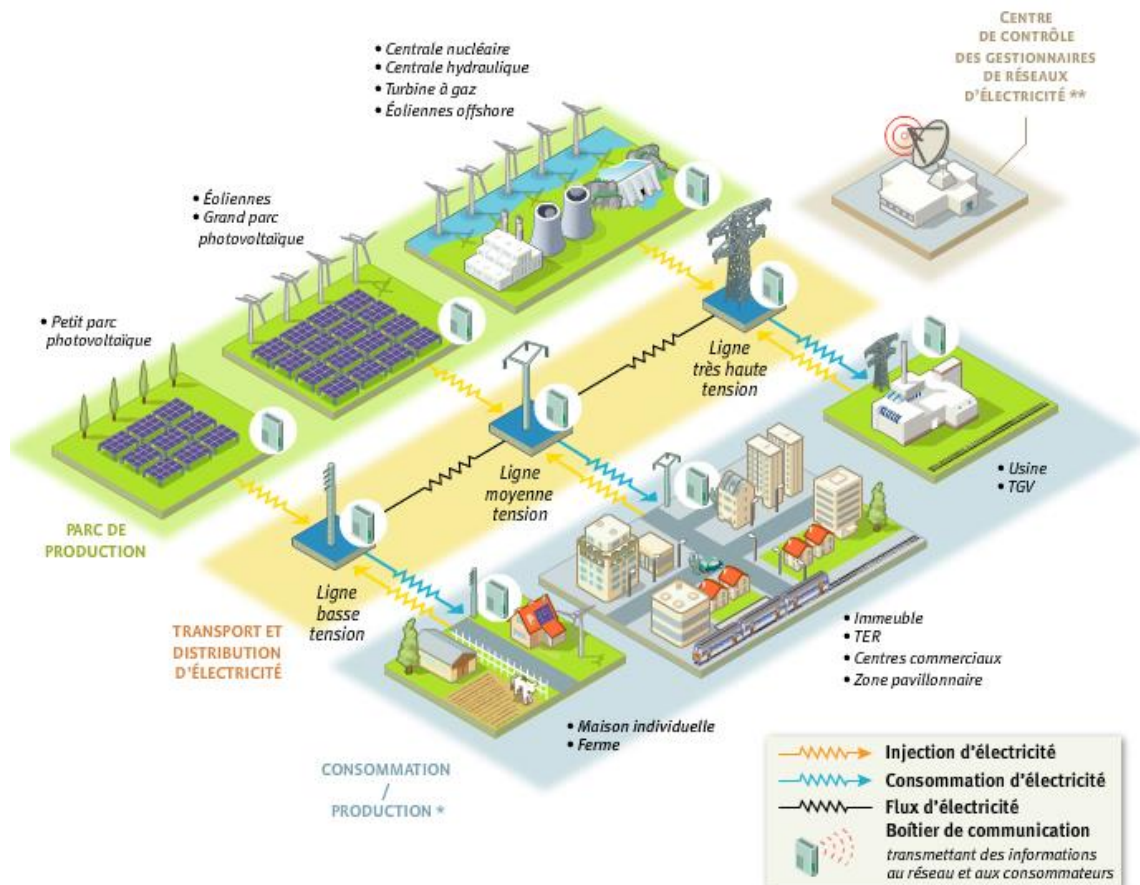 CENTRE
DE CONTRÔLE
DES GESTIONNAIRES
DE RÉSEAUX
D'ÉLECTRICITÉ **
• Centrale nucléaire
• Centrale hydraulique
• Turbine à gaz
• Éoliennes offshore
• Éoliennes
• Grand parc
photovoltaïque
• Petit parc
photovoltaïque
Ligne
très haute
tension
Ligne
moyenne
tension
Ligne
basse
tension
PARC DE
PRODUCTION
TRANSPORT ET
DISTRIBUTION
D'ÉLECTRICITÉ
• Usine
• TGV
• Immeuble
• TER
• Centres commerciaux
• Zone pavillonnaire
• Maison individuelle
• Ferme
CONSOMMATION
/
PRODUCTION *
Injection d'électricité
Consommation d'électricité
Flux d'électricité
Boîtier de communication
transmettant des informations
au réseau et aux consommateurs